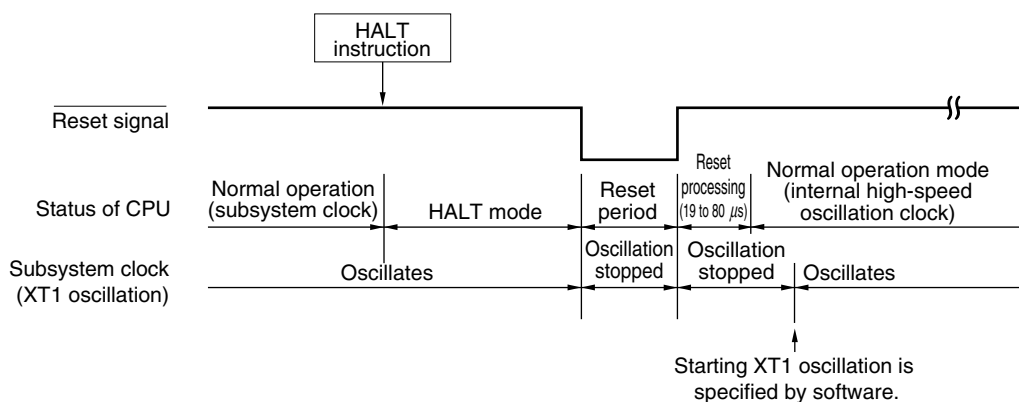 HALT
instruction
Reset signal
Status of CPU
Normal operation
(subsystem clock)
HALT mode
Reset
period
Reset
processing
(19 to 80 μs)
Normal operation mode
(internal high-speed
oscillation clock)
Subsystem clock
(XT1 oscillation)
Oscillates
Oscillation
stopped
Oscillation
stopped
Oscillates
Starting XT1 oscillation is
specified by software.